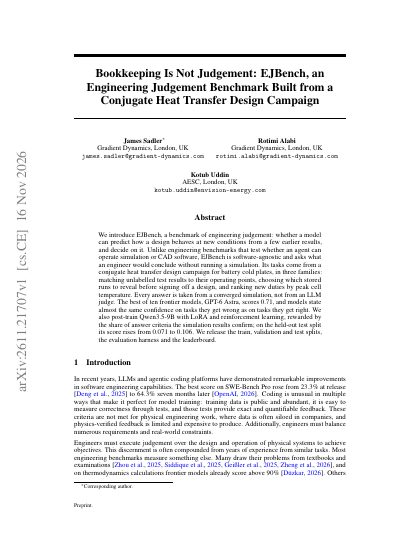 arXiv:2611.21707v1 [cs.CE] 16 Nov 2026
Bookkeeping Is Not Judgement: EJBench, an
Engineering Judgement Benchmark Built from a
Conjugate Heat Transfer Design Campaign
James Sadler*
Gradient Dynamics, London, UK
james.sadler@gradient-dynamics.com
Rotimi Alabi
Gradient Dynamics, London, UK
rotimi.alabi@gradient-dynamics.com
Kotub Uddin
AESC, London, UK
kotub.uddin@envision-energy.com
Abstract
We introduce EJBench, a benchmark of engineering judgement: whether a model
can predict how a design behaves at new conditions from a few earlier results,
and decide on it. Unlike engineering benchmarks that test whether an agent can
operate simulation or CAD software, EJBench is software-agnostic and asks what
an engineer would conclude without running a simulation. Its tasks come from a
conjugate heat transfer design campaign for battery cold plates, in three families:
matching unlabelled test results to their operating points, choosing which stored
runs to reveal before signing off a design, and ranking new duties by peak cell
temperature. Every answer is taken from a converged simulation, not from an LLM
judge. The best of ten frontier models, GPT-6 Astra, scores 0.71, and models state
almost the same confidence on tasks they get wrong as on tasks they get right. We
also post-train Qwen3.5-9B with LoRA and reinforcement learning, rewarded by
the share of answer criteria the simulation results confirm; on the held-out test split
its score rises from 0.071 to 0.106. We release the train, validation and test splits,
the evaluation harness and the leaderboard.
1 Introduction
In recent years, LLMs and agentic coding platforms have demonstrated remarkable improvements
in software engineering capabilities. The best score on SWE-Bench Pro rose from 23.3% at release
[Deng et al., 2025] to 64.3% seven months later [OpenAI, 2026]. Coding is unusual in multiple
ways that make it perfect for model training: training data is public and abundant, it is easy to
measure correctness through tests, and those tests provide exact and quantifiable feedback. These
criteria are not met for physical engineering work, where data is often siloed in companies, and
physics-verified feedback is limited and expensive to produce. Additionally, engineers must balance
numerous requirements and real-world constraints.
Engineers must execute judgement over the design and operation of physical systems to achieve
objectives. This discernment is often compounded from years of experience from similar tasks. Yet
Most engineering benchmarks measure something else. Many draw their problems from textbooks and
examinations [Zhou et al., 2025, Siddique et al., 2025, Geißler et al., 2025, Zheng et al., 2026], and
on thermodynamics calculations frontier models already score above 90% [Düzkar, 2026]. Others
*Corresponding author.
Preprint.